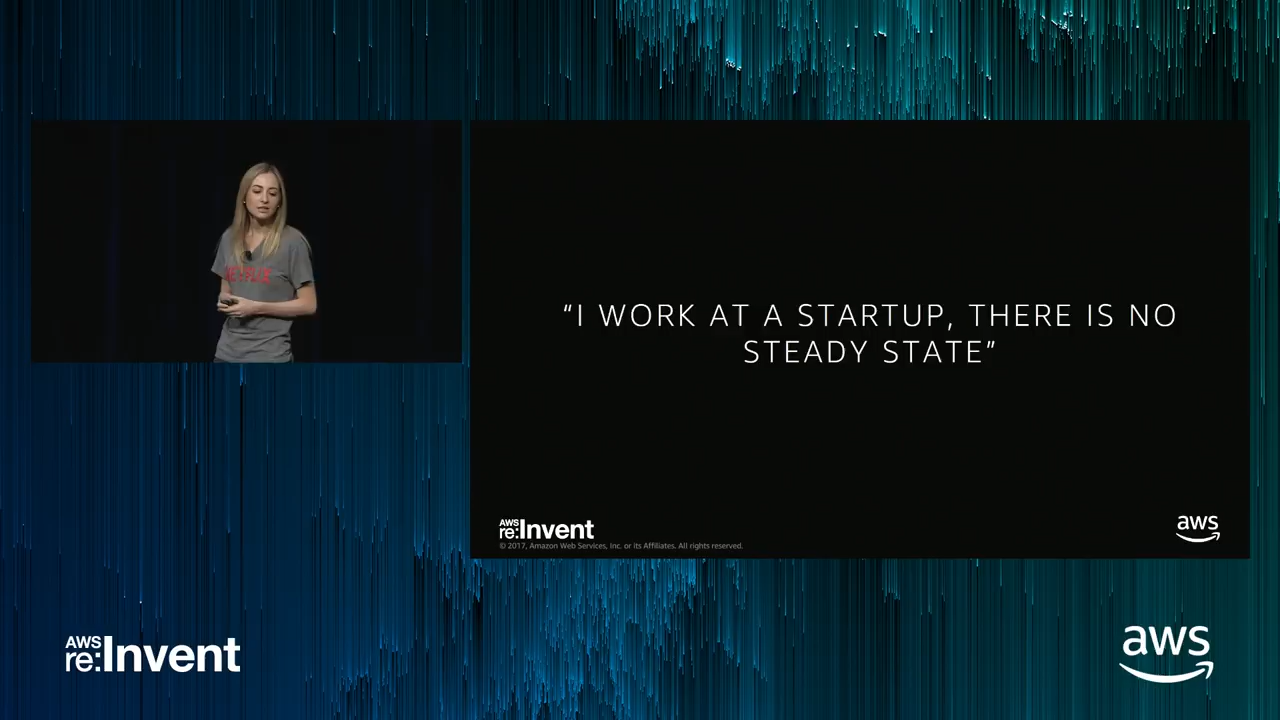 NETFLIX
“I WORK AT A STARTUP, THERE IS NO
STEADY STATE”
AWS
re:Invent
© 2017, Amazon Web Services, Inc. or its Affiliates. All rights reserved.
aws
AWS
re:Invent
aws